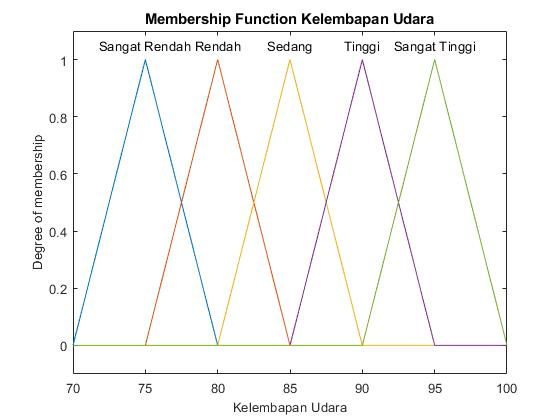 Membership Function Kelembapan Udara
Sangat Rendah Rendah Sedang Tinggi Sangat Tinggi
1
0.8
0.6
0.4
0.2
0
Degree of membership
70 75 80 85 90 95 100
Kelembapan Udara